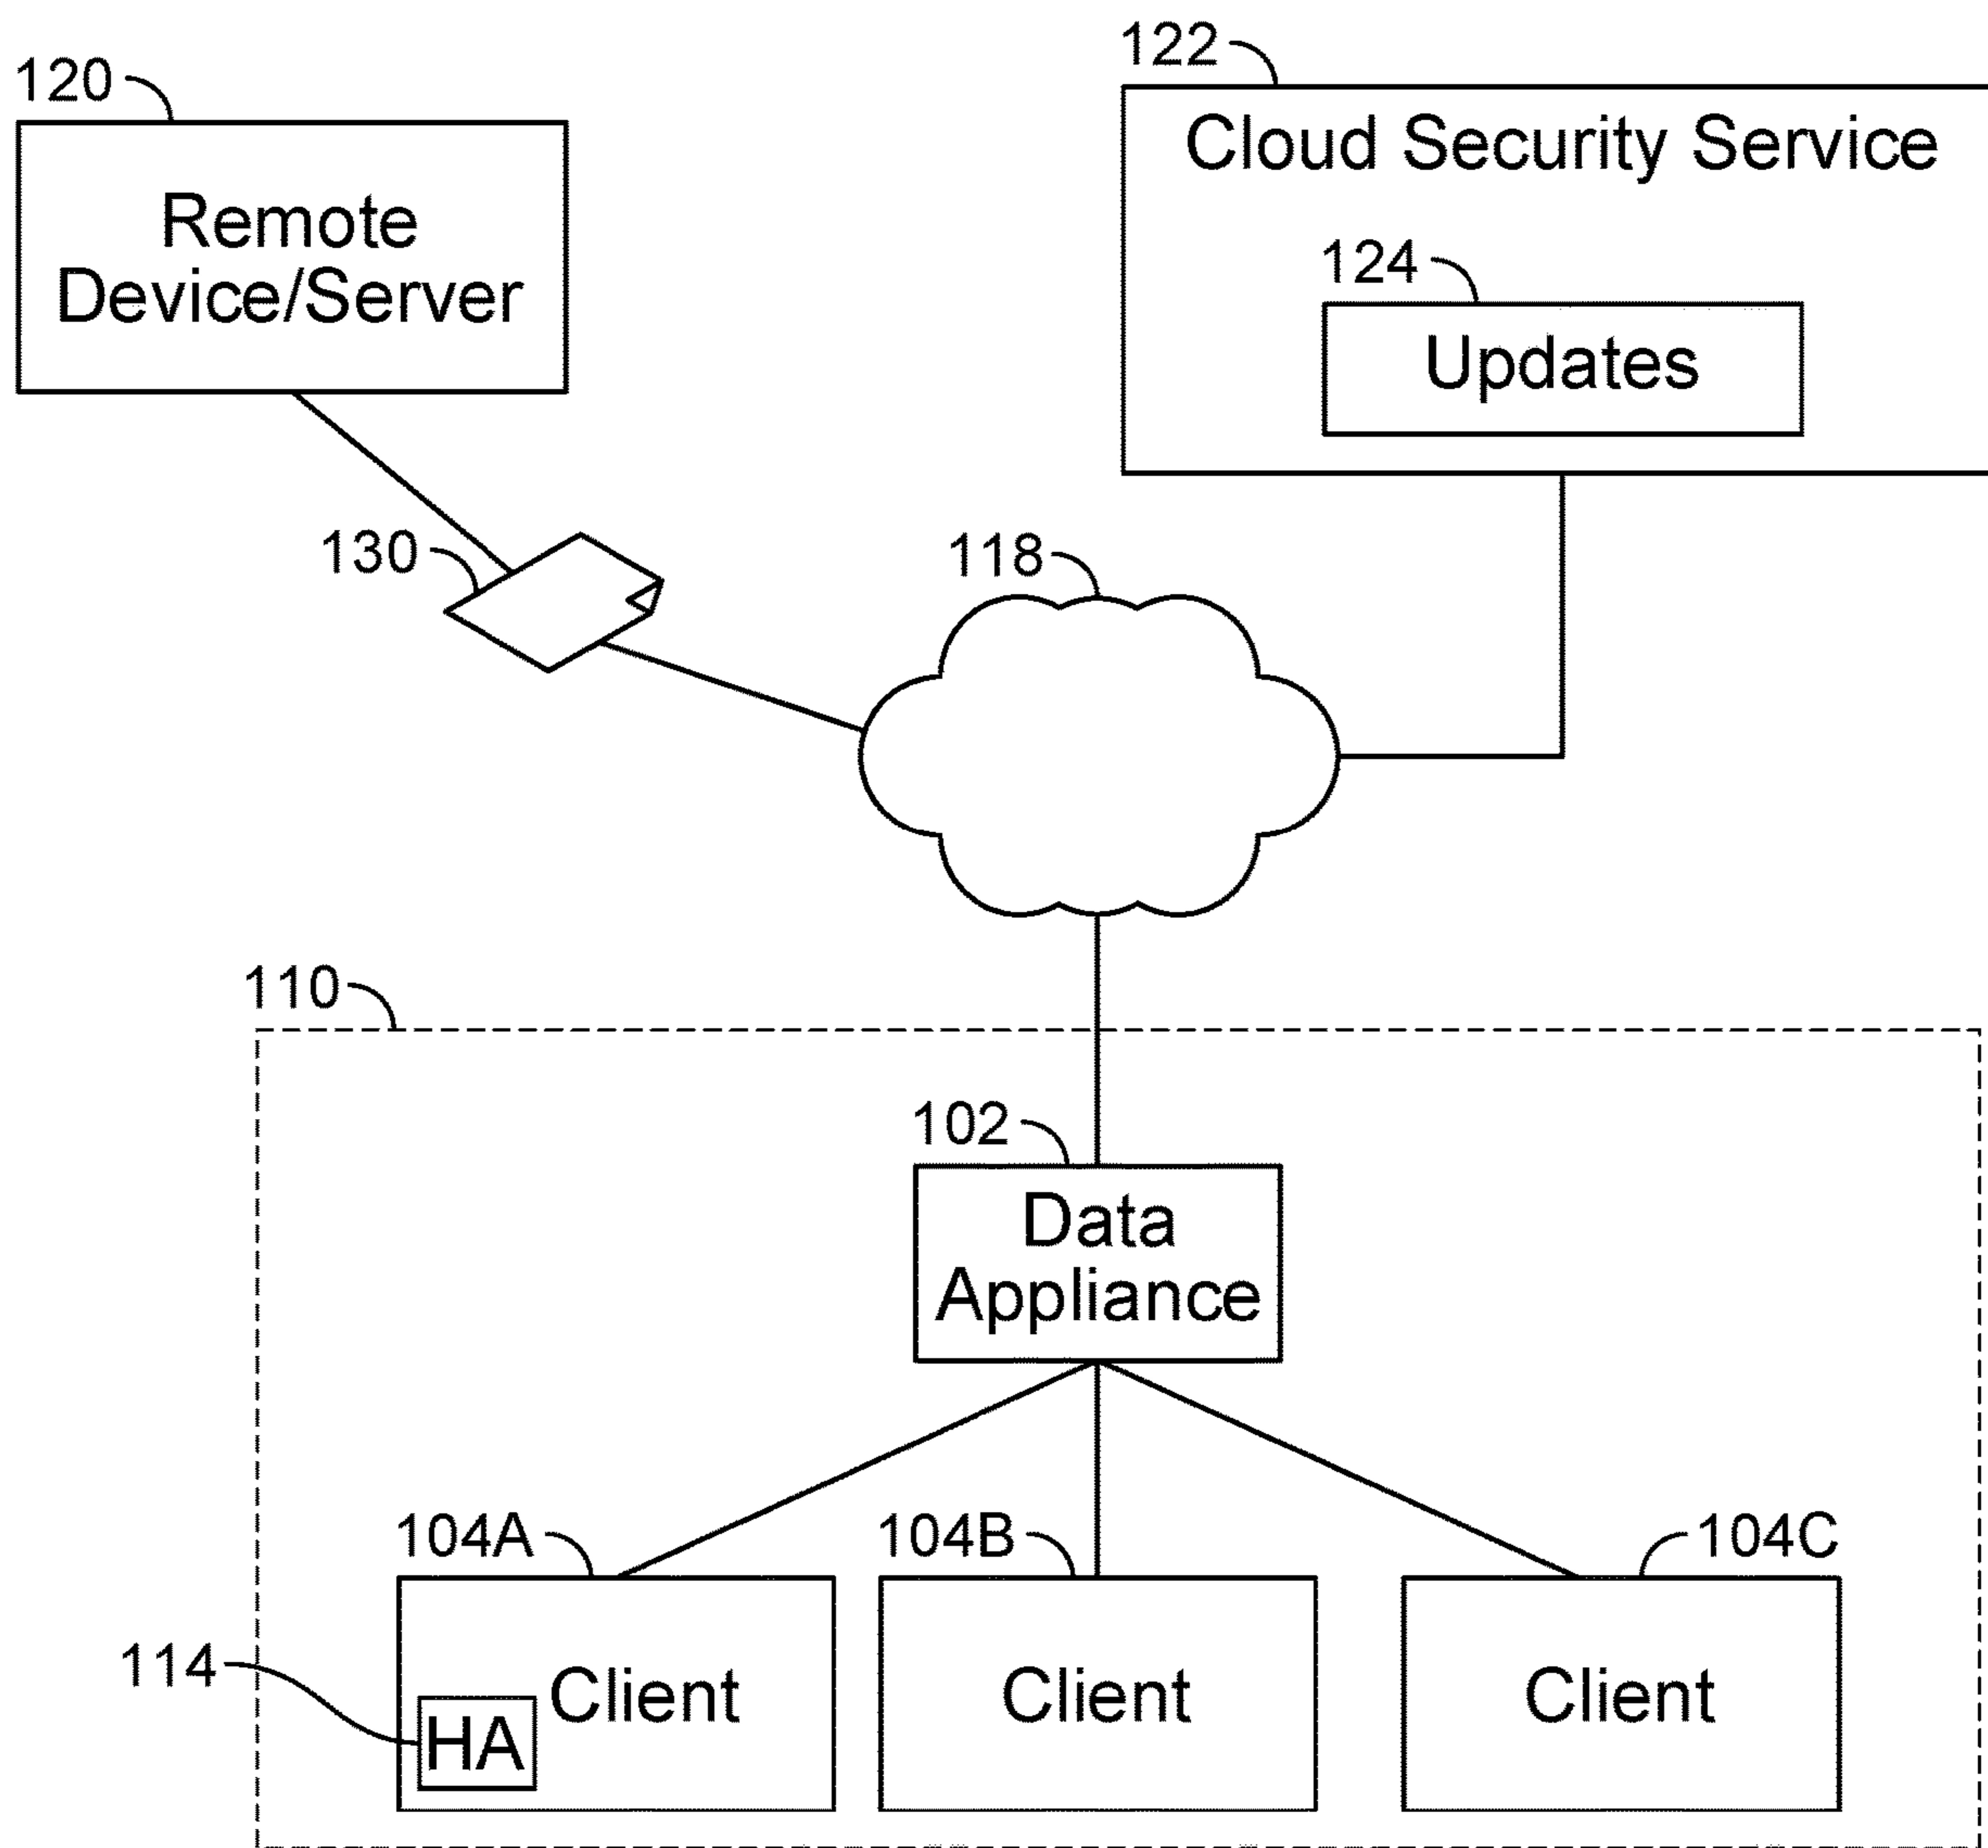 120
Remote
Device/Server
122
Cloud Security Service
124
Updates
130
118
110
102
Data
Appliance
104A
104B
104C
114
HA
Client
Client
Client